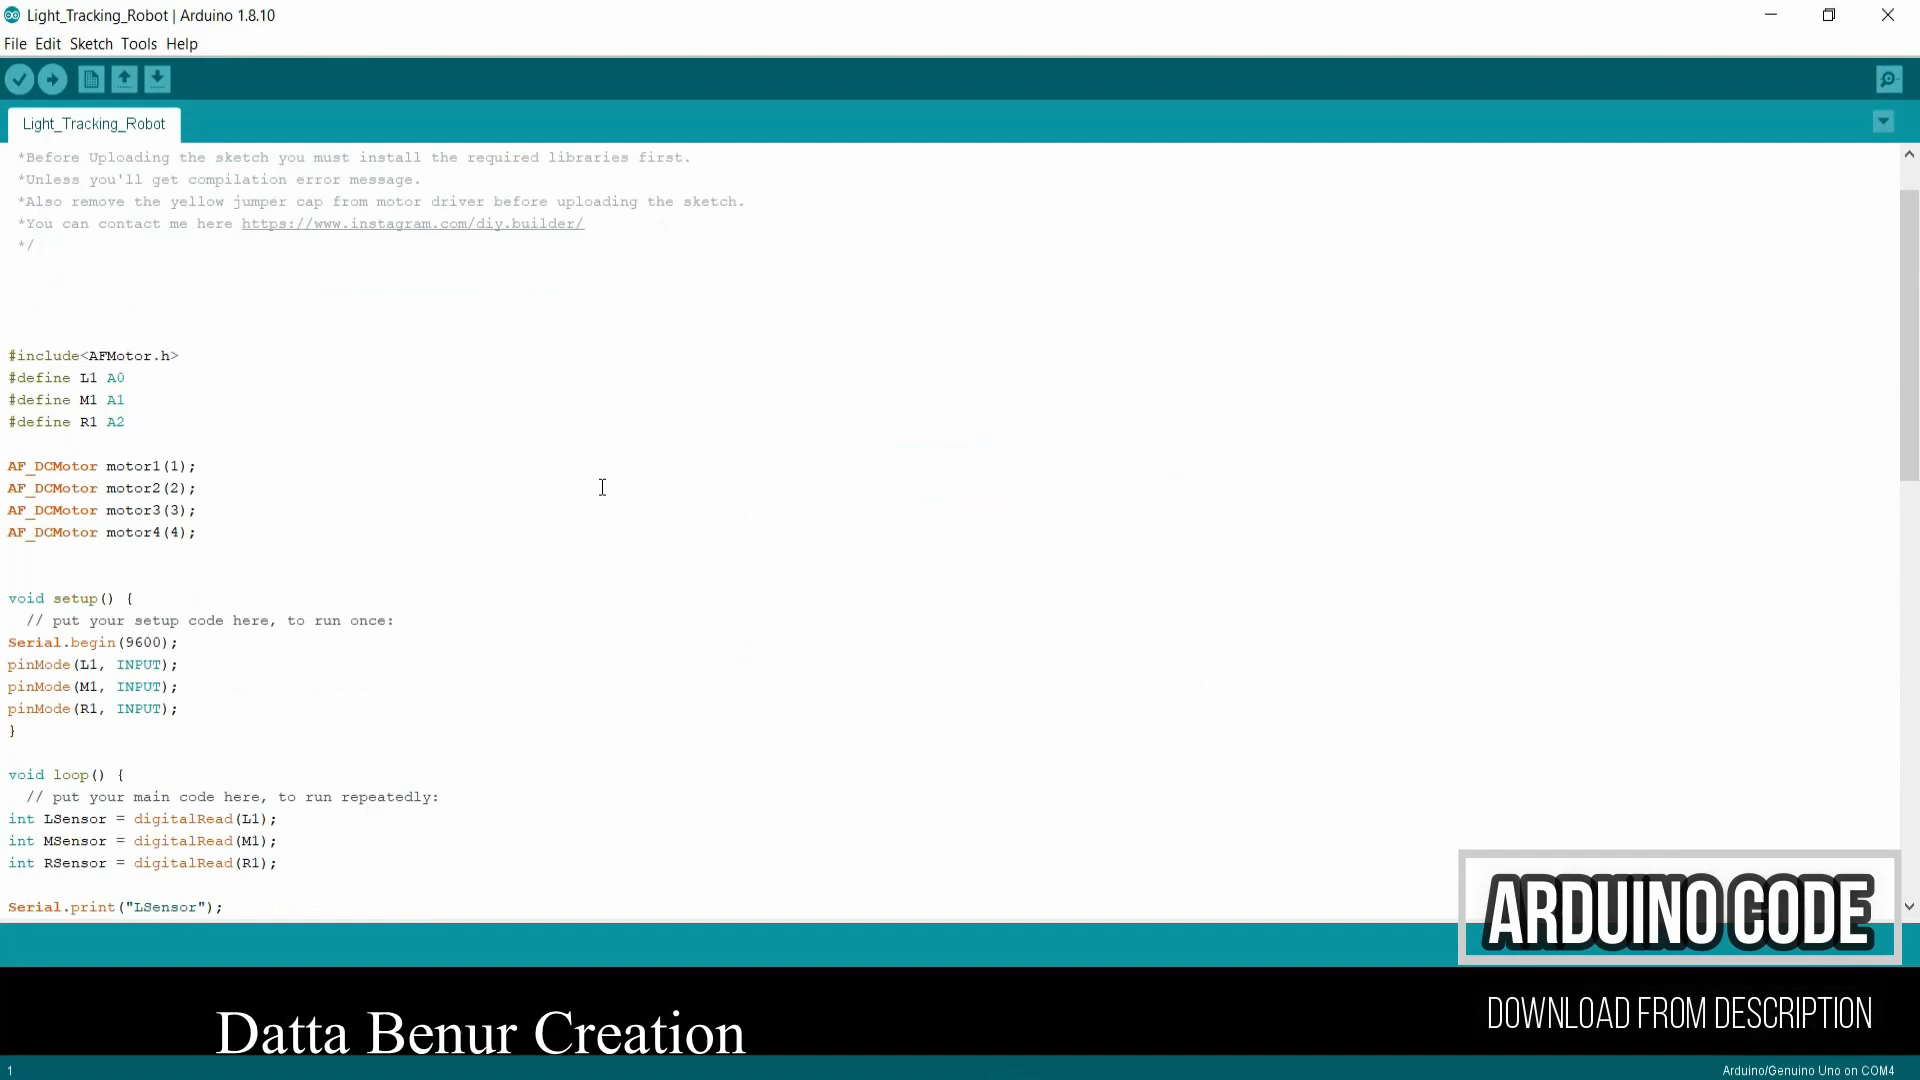 Light_Tracking_Robot | Arduino 1.8.10
File Edit Sketch Tools Help
Light_Tracking_Robot
*Before Uploading the sketch you must install the required libraries first.
*Unless you'll get compilation error message.
*Also remove the yellow jumper cap from motor driver before uploading the sketch.
*You can contact me here https://www.instagram.com/diy.builder/
*/
#include<AFMotor.h>
#define L1 A0
#define M1 A1
#define R1 A2
AF_DCMotor motor1(1);
AF_DCMotor motor2(2);
AF_DCMotor motor3(3);
AF_DCMotor motor4(4);
void setup() {
// put your setup code here, to run once:
Serial.begin(9600);
pinMode(L1, INPUT);
pinMode(M1, INPUT);
pinMode(R1, INPUT);
}
void loop() {
// put your main code here, to run repeatedly:
int LSensor = digitalRead(L1);
int MSensor = digitalRead(M1);
int RSensor = digitalRead(R1);
Serial.print("LSensor");
ARDUINO CODE
DOWNLOAD FROM DESCRIPTION
Datta Benur Creation
1
Arduino/Genuino Uno on COM4